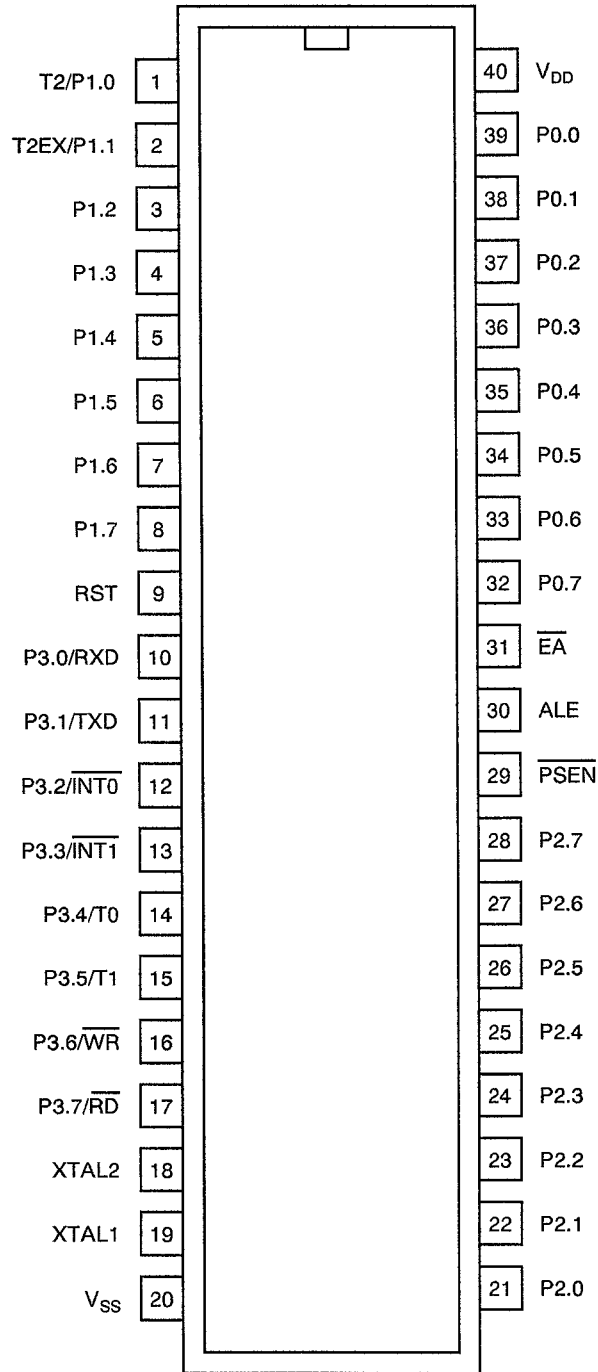 T2/P1.0 1 40 VDD
T2EX/P1.1 2 39 P0.0
P1.2 3 38 P0.1
P1.3 4 37 P0.2
P1.4 5 36 P0.3
P1.5 6 35 P0.4
P1.6 7 34 P0.5
P1.7 8 33 P0.6
RST 9 32 P0.7
P3.0/RXD 10 31 E̅A̅
P3.1/TXD 11 30 ALE
P3.2/I̅N̅T̅0̅ 12 29 P̅S̅E̅N̅
P3.3/I̅N̅T̅1̅ 13 28 P2.7
P3.4/T0 14 27 P2.6
P3.5/T1 15 26 P2.5
P3.6/W̅R̅ 16 25 P2.4
P3.7/R̅D̅ 17 24 P2.3
XTAL2 18 23 P2.2
XTAL1 19 22 P2.1
VSS 20 21 P2.0